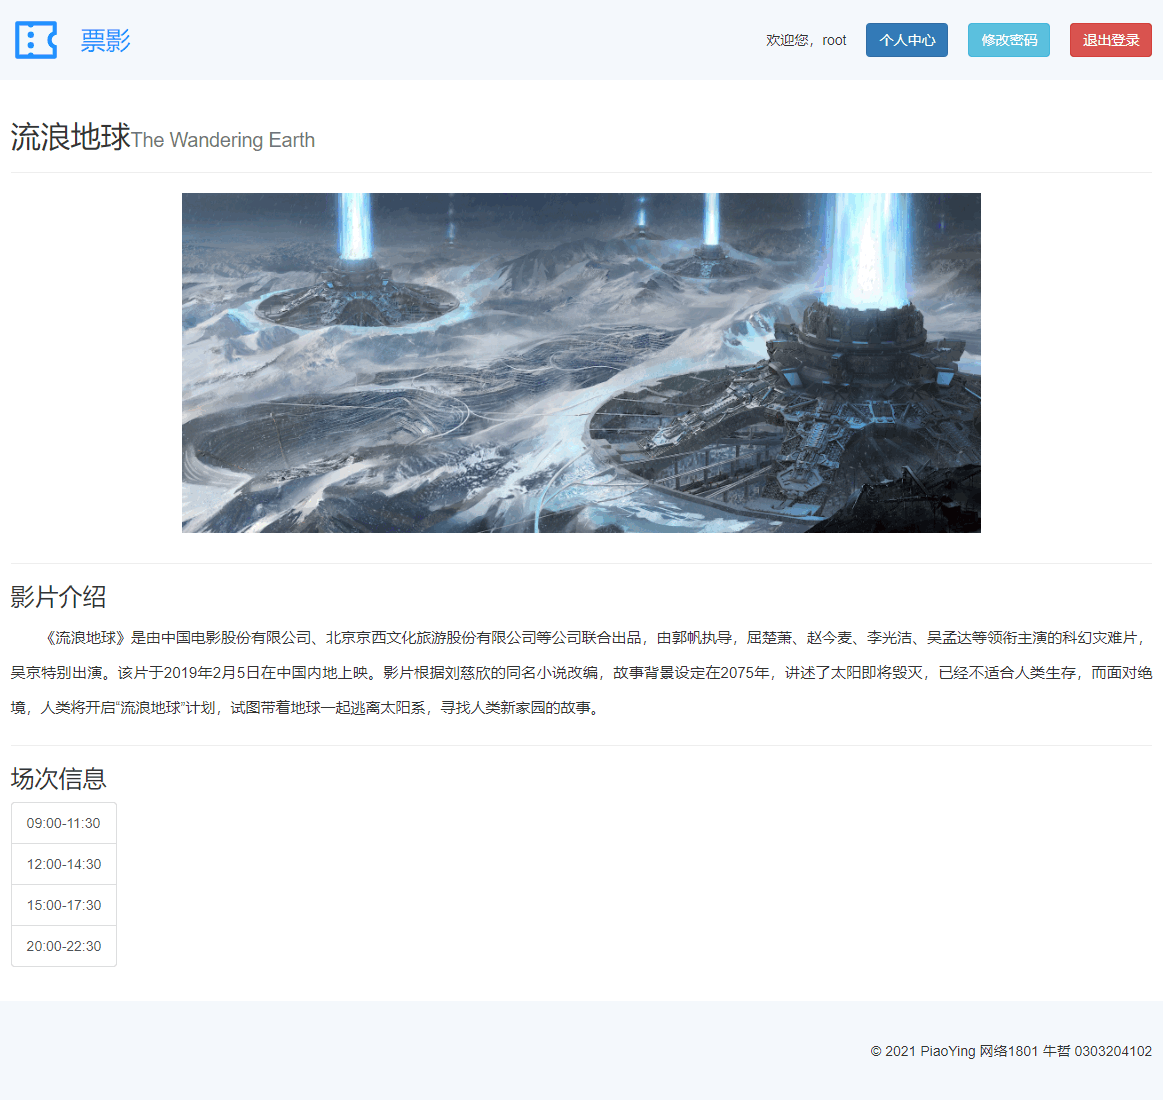 票影
欢迎您，root
个人中心
修改密码
退出登录
流浪地球The Wandering Earth
影片介绍
《流浪地球》是由中国电影股份有限公司、北京京西文化旅游股份有限公司等公司联合出品，由郭帆执导，屈楚萧、赵今麦、李光洁、吴孟达等领衔主演的科幻灾难片，
吴京特别出演。该片于2019年2月5日在中国内地上映。影片根据刘慈欣的同名小说改编，故事背景设定在2075年，讲述了太阳即将毁灭，已经不适合人类生存，而面对绝
境，人类将开启“流浪地球”计划，试图带着地球一起逃离太阳系，寻找人类新家园的故事。
场次信息
09:00-11:30
12:00-14:30
15:00-17:30
20:00-22:30
© 2021 PiaoYing 网络1801 牛哲 0303204102